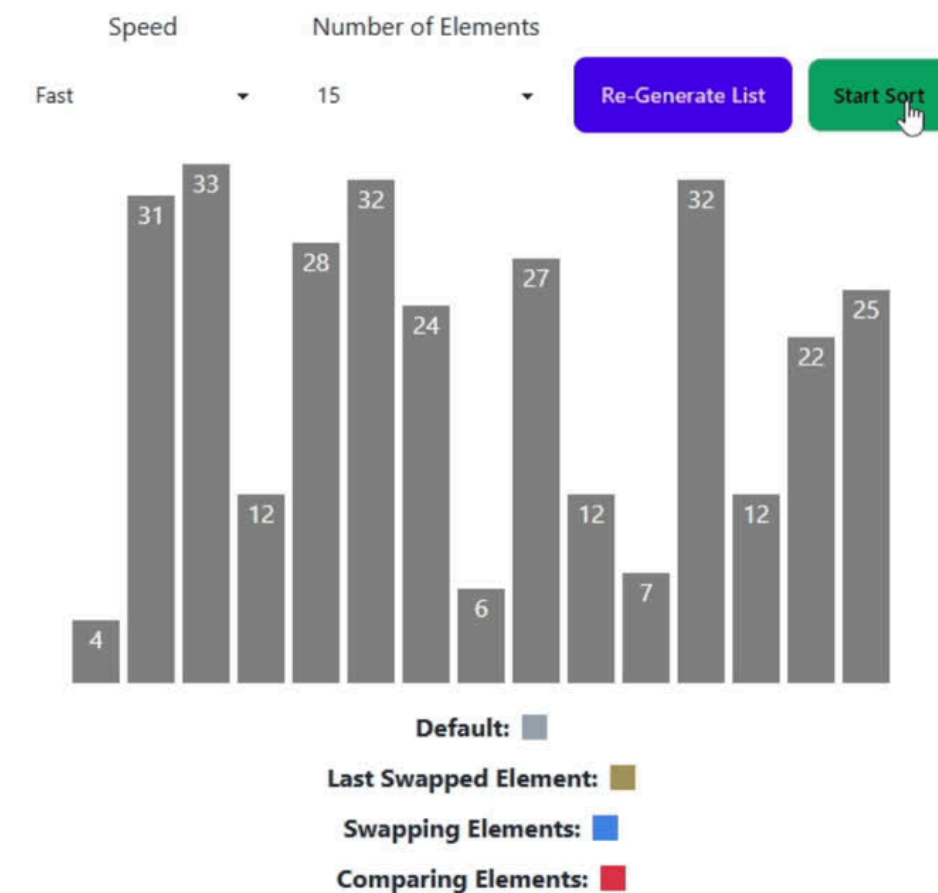 Speed Number of Elements
Fast 15 Re-Generate List Start Sort
4 31 33 12 28 32 24 6 27 12 7 32 12 22 25
Default:
Last Swapped Element:
Swapping Elements:
Comparing Elements: